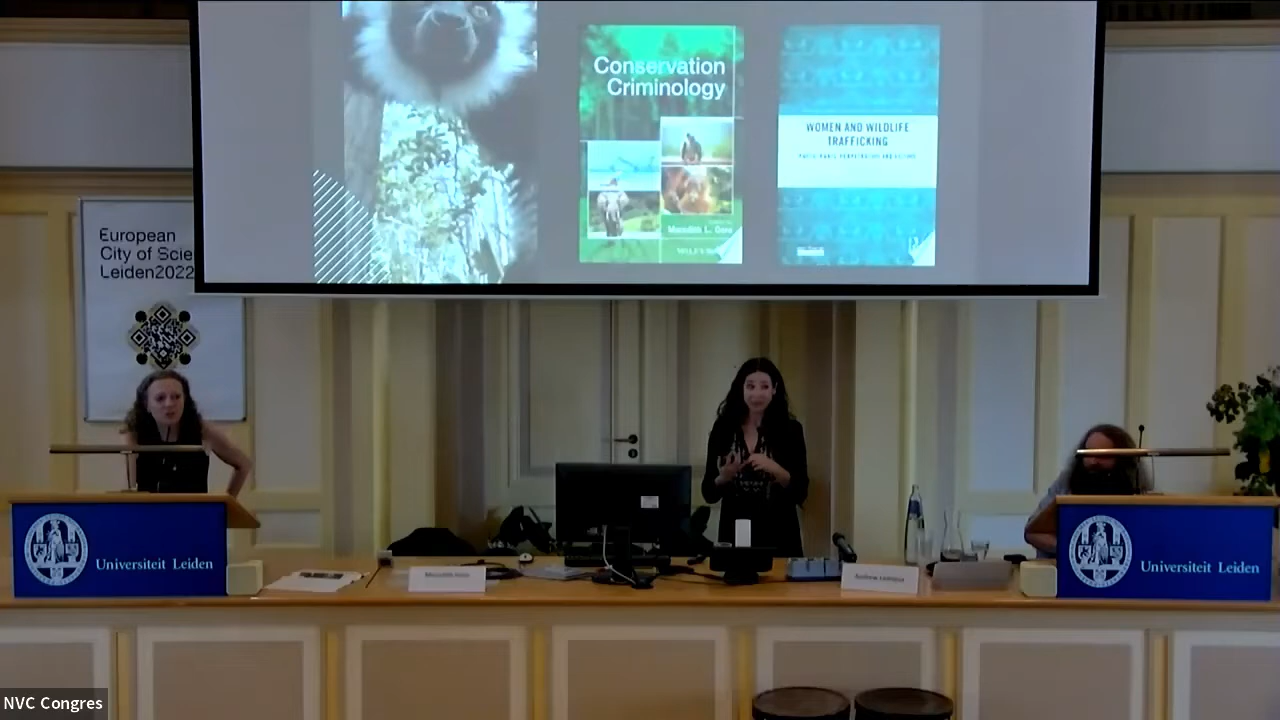 Conservation
Criminology
Meredith L. Gore
WOMEN AND WILDLIFE
TRAFFICKING
European
City of Scie
Leiden2022
Universiteit Leiden
Universiteit Leiden
NVC Congres